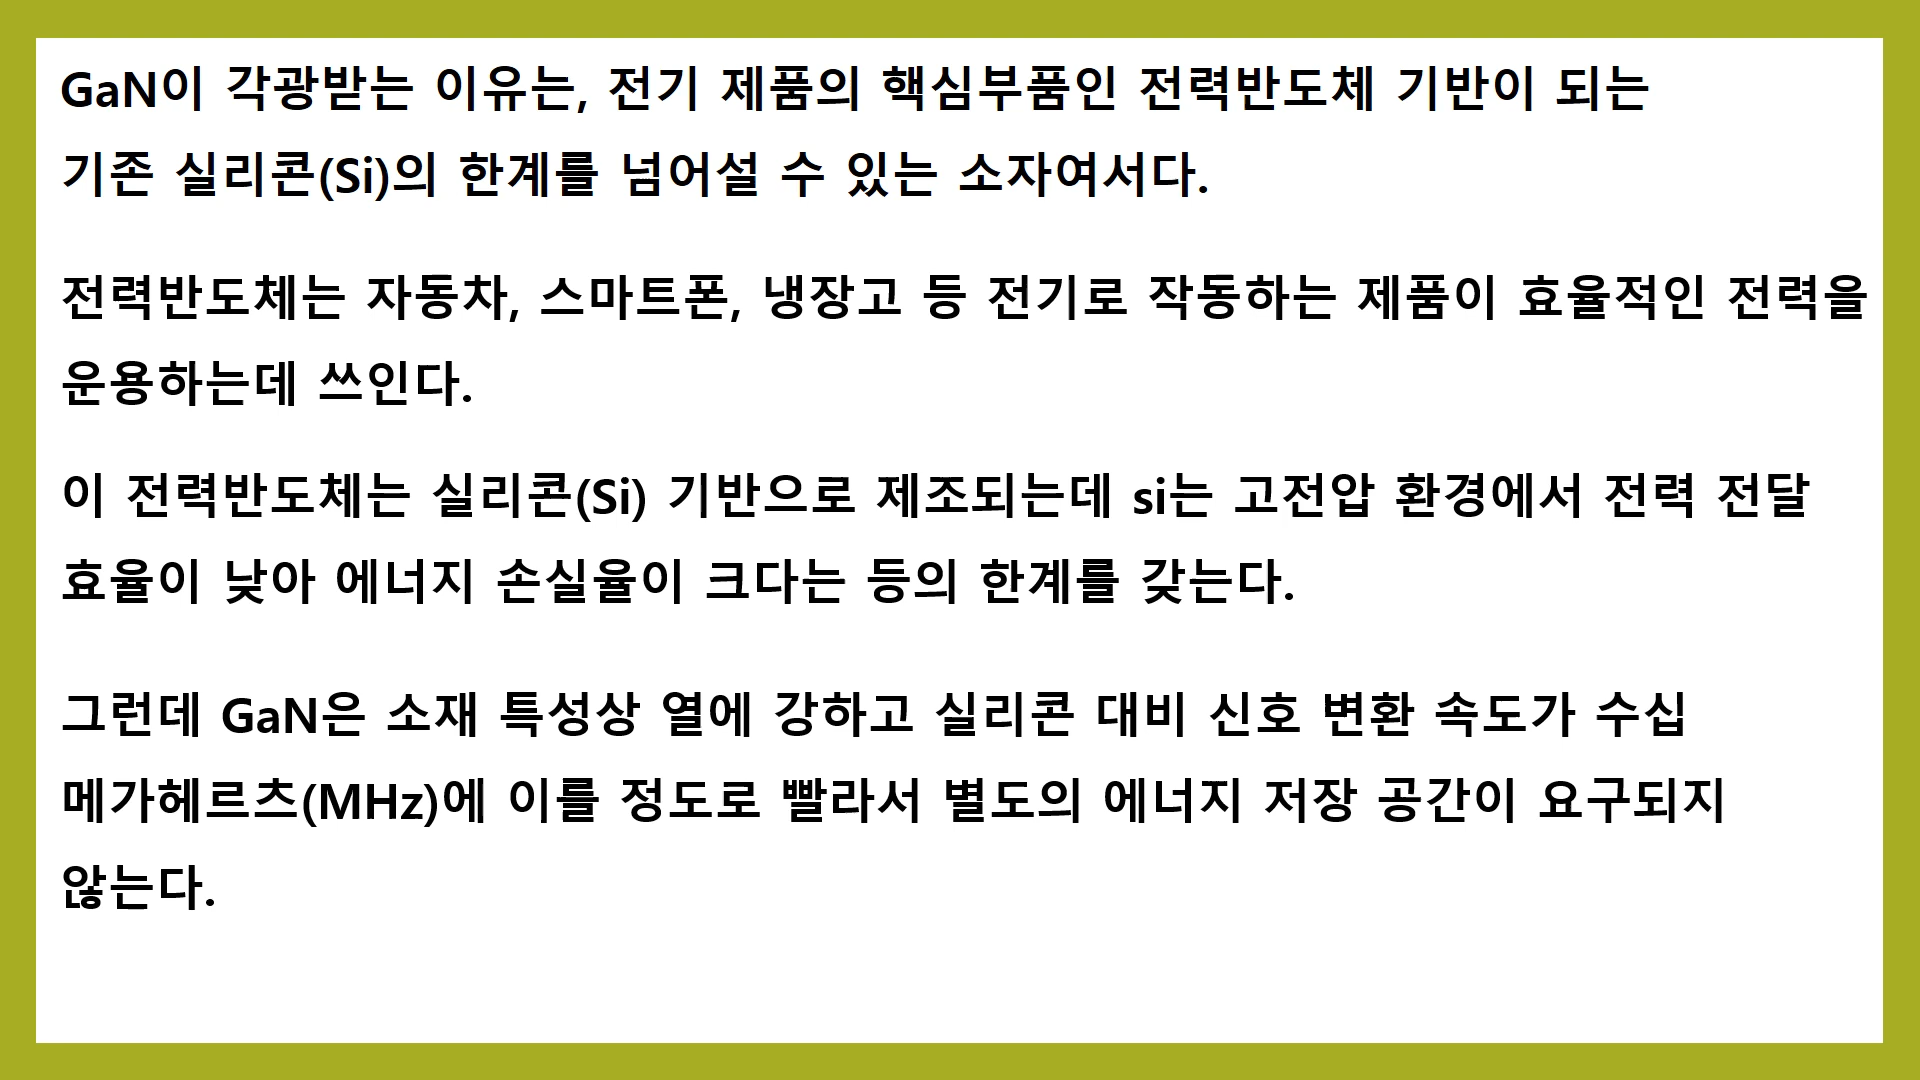 GaN이 각광받는 이유는, 전기 제품의 핵심부품인 전력반도체 기반이 되는
기존 실리콘(Si)의 한계를 넘어설 수 있는 소자여서다.
전력반도체는 자동차, 스마트폰, 냉장고 등 전기로 작동하는 제품이 효율적인 전력을
운용하는데 쓰인다.
이 전력반도체는 실리콘(Si) 기반으로 제조되는데 si는 고전압 환경에서 전력 전달
효율이 낮아 에너지 손실율이 크다는 등의 한계를 갖는다.
그런데 GaN은 소재 특성상 열에 강하고 실리콘 대비 신호 변환 속도가 수십
메가헤르츠(MHz)에 이를 정도로 빨라서 별도의 에너지 저장 공간이 요구되지
않는다.